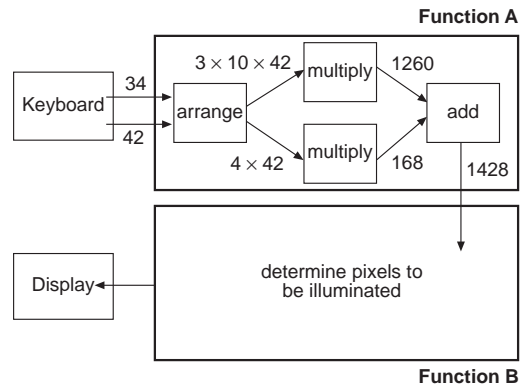 Function A
34
3 × 10 × 42
multiply
1260
Keyboard
arrange
add
42
4 × 42
multiply
168
1428
Display
determine pixels to
be illuminated
Function B